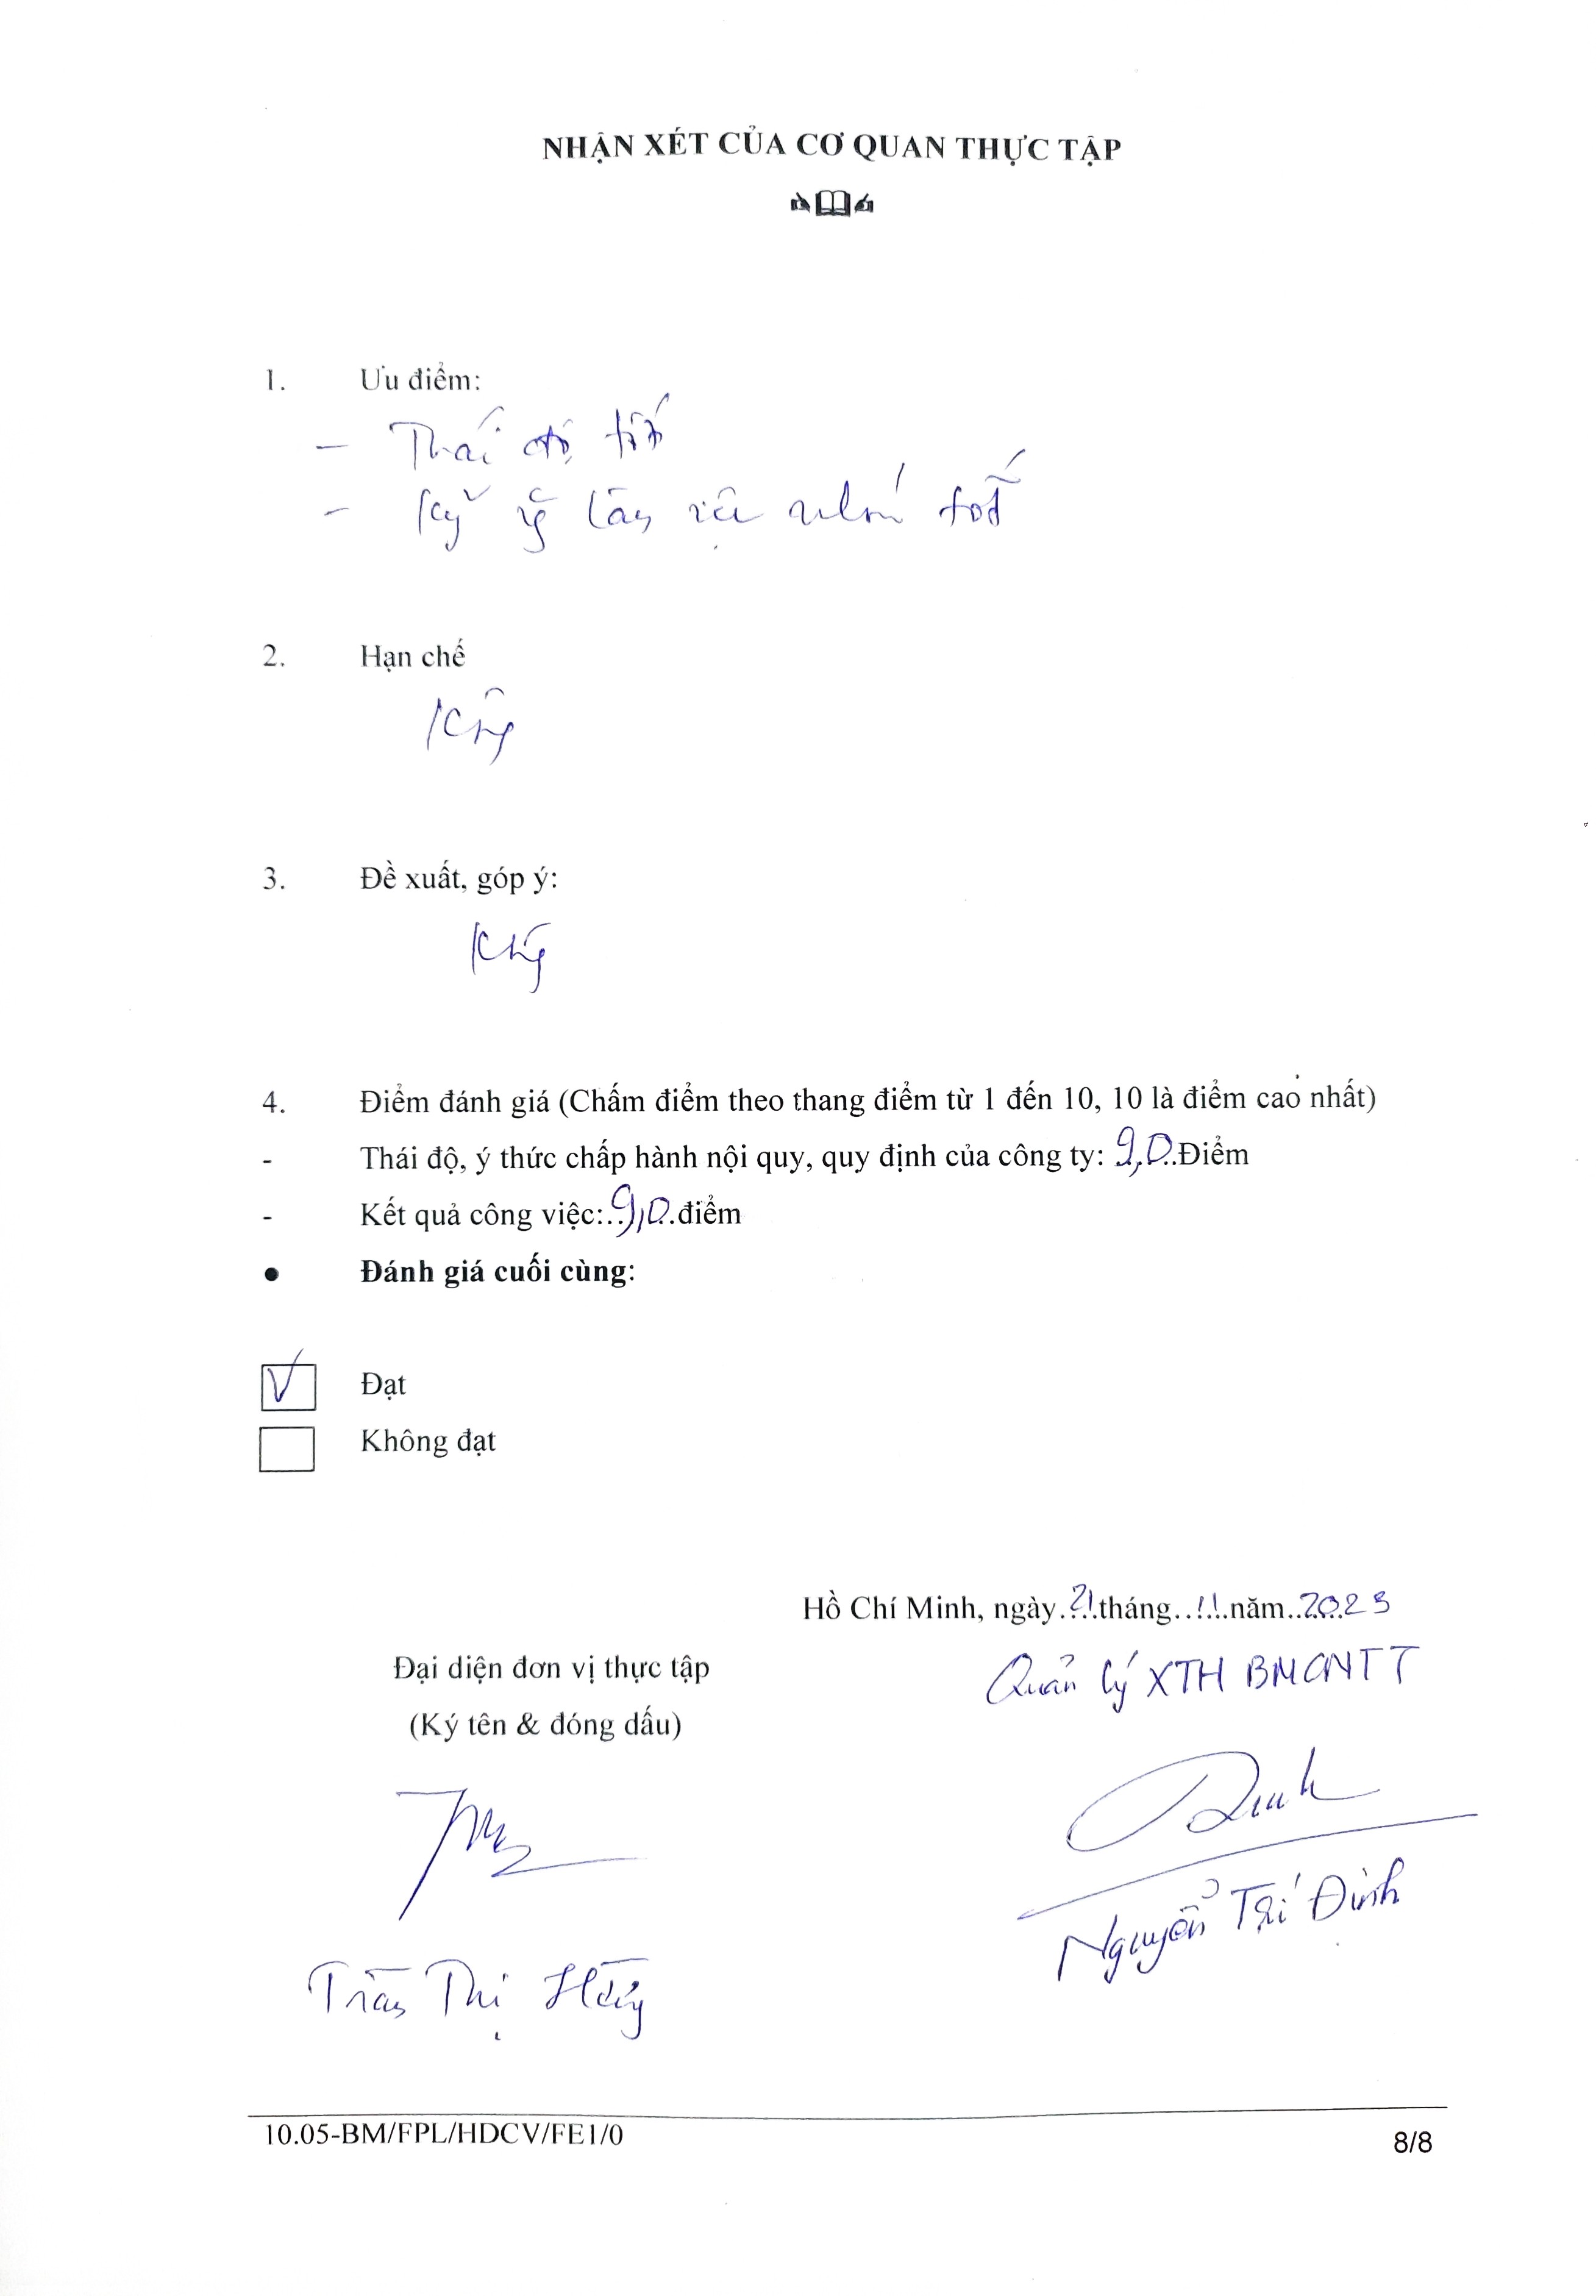 NHẬN XÉT CỦA CƠ QUAN THỰC TẬP
1. Ưu điểm:
- Thái độ tốt
- Kỹ năng làm việc nhóm tốt
2. Hạn chế
Không
3. Đề xuất, góp ý:
Không
4. Điểm đánh giá (Chấm điểm theo thang điểm từ 1 đến 10, 10 là điểm cao nhất)
- Thái độ, ý thức chấp hành nội quy, quy định của công ty: 9,0..Điểm
- Kết quả công việc:..9,0..điểm
• Đánh giá cuối cùng:
Đạt
Không đạt
Hồ Chí Minh, ngày..21..tháng..11..năm..2023
Đại diện đơn vị thực tập
Quản lý XTH BMCNTT
(Ký tên & đóng dấu)
Nguyễn Trí Định
Trần Thị
10.05-BM/FPL/HDCV/FE1/0
8/8